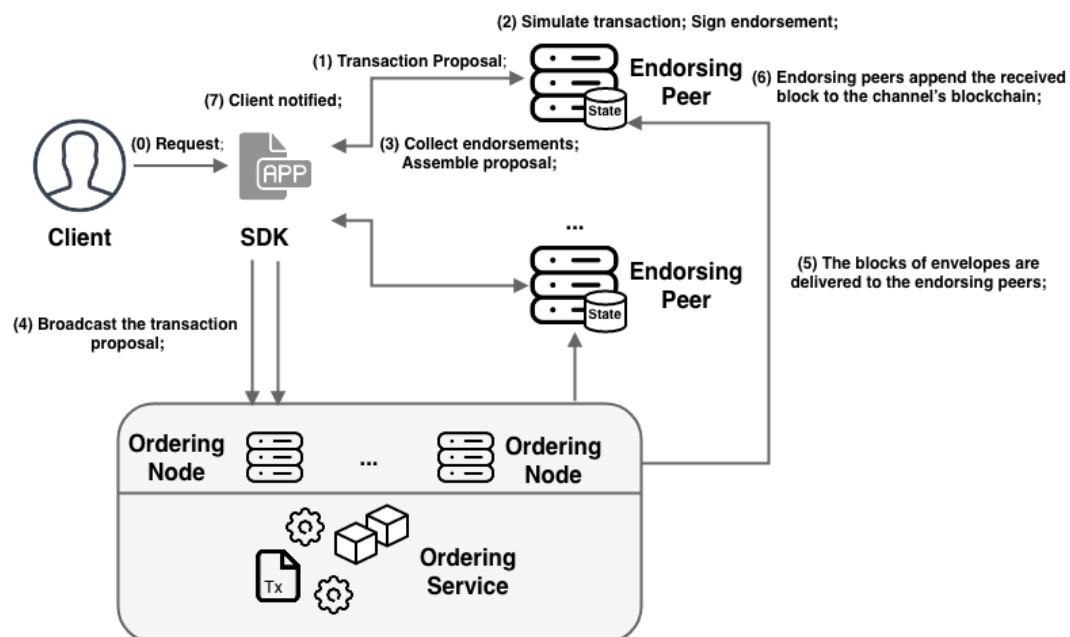 (2) Simulate transaction; Sign endorsement;
(1) Transaction Proposal;
Endorsing
Peer
State
(6) Endorsing peers append the received
block to the channel's blockchain;
(7) Client notified;
(0) Request;
(3) Collect endorsements;
Assemble proposal;
APP
Client
SDK
...
Endorsing
Peer
State
(5) The blocks of envelopes are
delivered to the endorsing peers;
(4) Broadcast the transaction
proposal;
Ordering
Node
...
Ordering
Node
Tx
Ordering
Service